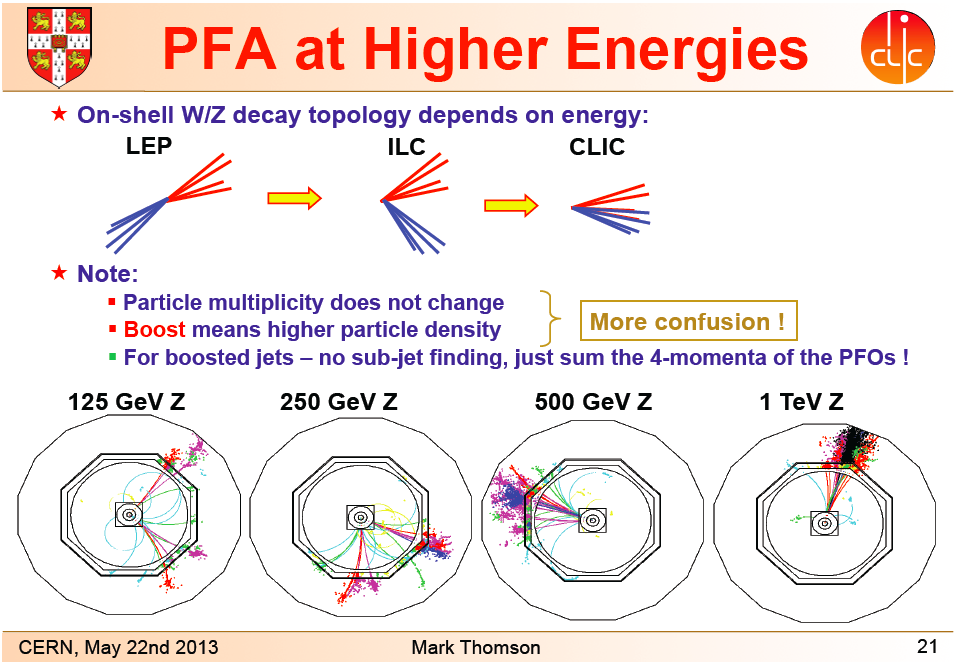 PFA at Higher Energies
CLIC
★ On-shell W/Z decay topology depends on energy:
LEP ILC CLIC
★ Note:
▪ Particle multiplicity does not change
▪ Boost means higher particle density
More confusion !
▪ For boosted jets – no sub-jet finding, just sum the 4-momenta of the PFOs !
125 GeV Z 250 GeV Z 500 GeV Z 1 TeV Z
CERN, May 22nd 2013 Mark Thomson 21